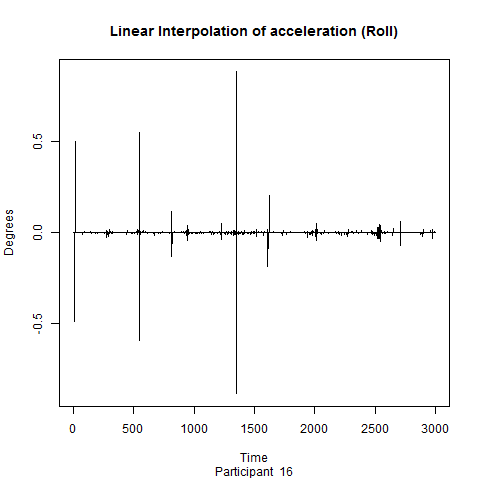 Linear Interpolation of acceleration (Roll)
Degrees
0.5
0.0
-0.5
0 500 1000 1500 2000 2500 3000
Time
Participant 16